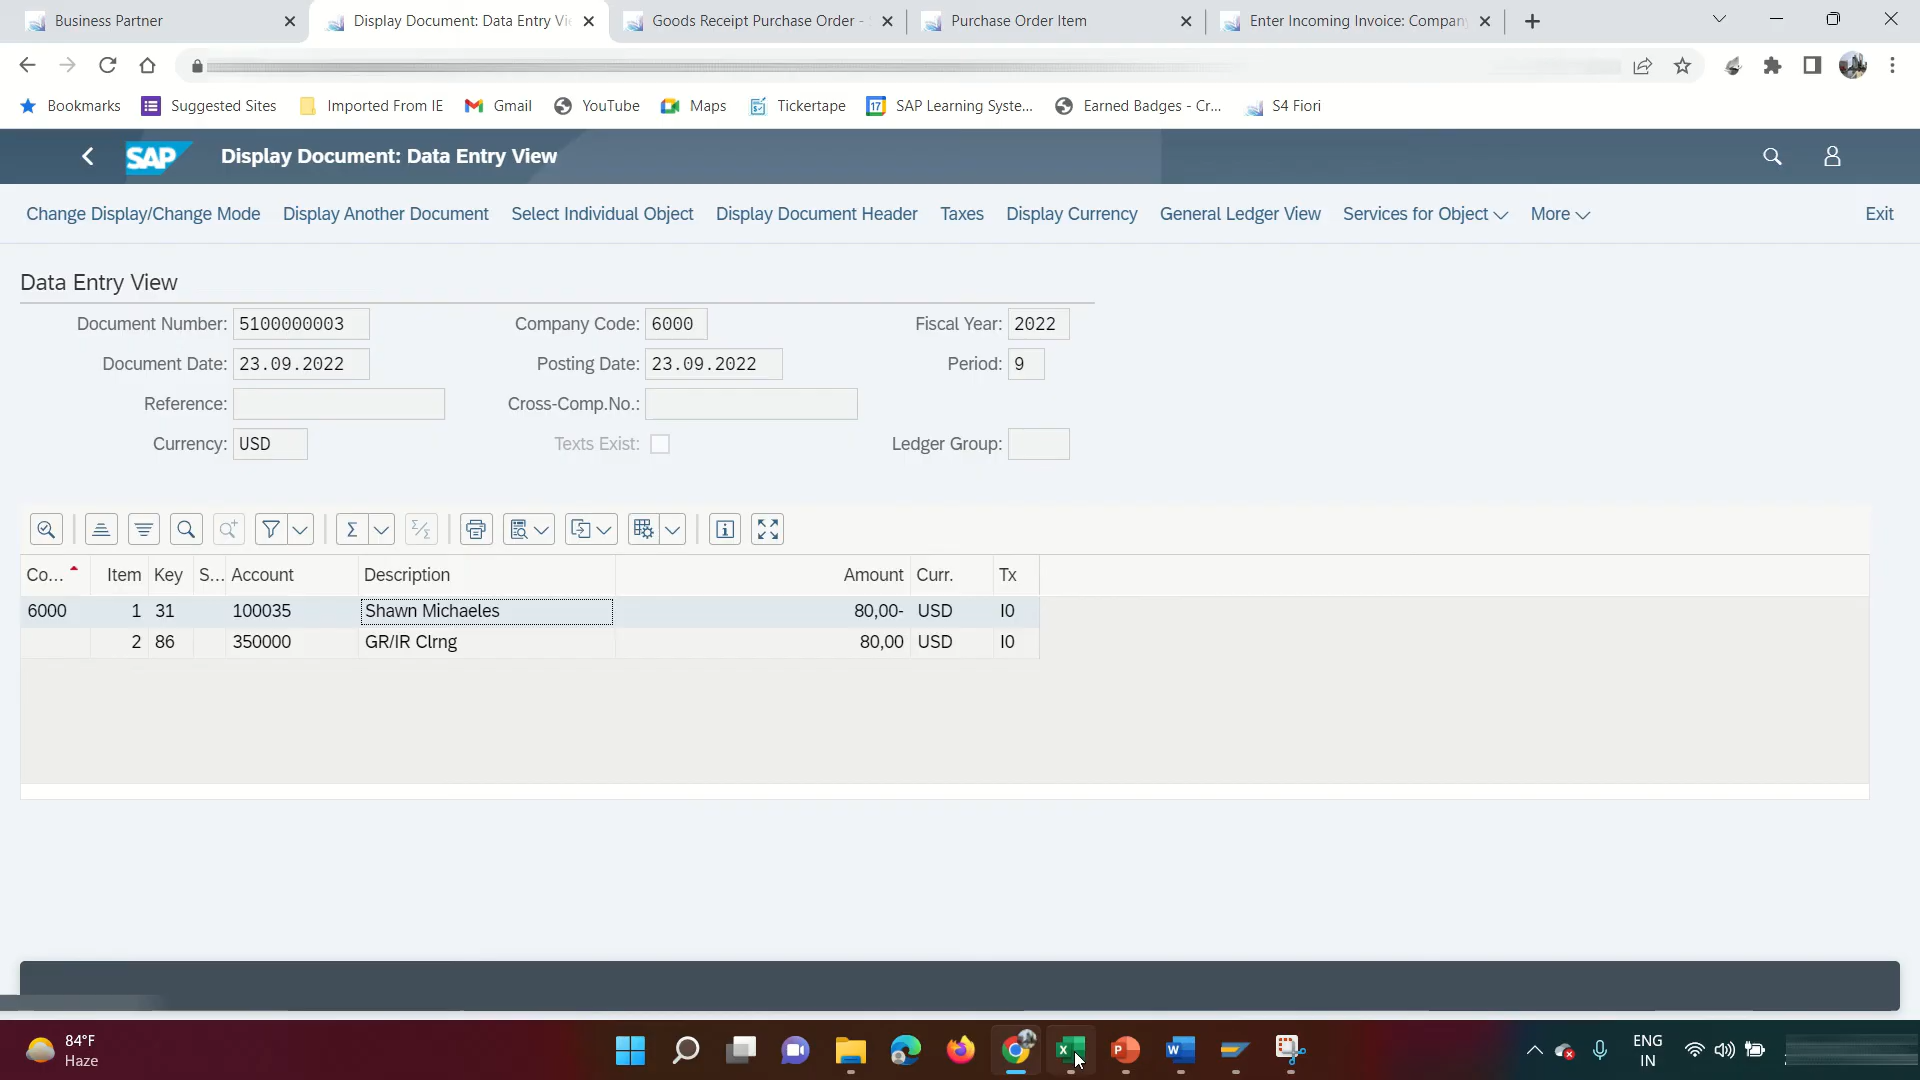 Business Partner
Display Document: Data Entry Vi
Goods Receipt Purchase Order -
Purchase Order Item
Enter Incoming Invoice: Company
Bookmarks Suggested Sites Imported From IE Gmail YouTube Maps Tickertape SAP Learning Syste... Earned Badges - Cr... S4 Fiori
SAP Display Document: Data Entry View
Change Display/Change Mode Display Another Document Select Individual Object Display Document Header Taxes Display Currency General Ledger View Services for Object More Exit
Data Entry View
Document Number: 5100000003 Company Code: 6000 Fiscal Year: 2022
Document Date: 23.09.2022 Posting Date: 23.09.2022 Period: 9
Reference: Cross-Comp.No.:
Currency: USD Texts Exist: Ledger Group:
Co... Item Key S... Account Description Amount Curr. Tx
6000 1 31 100035 Shawn Michaeles 80,00- USD I0
2 86 350000 GR/IR Clrng 80,00 USD I0
84°F
Haze
ENG
IN